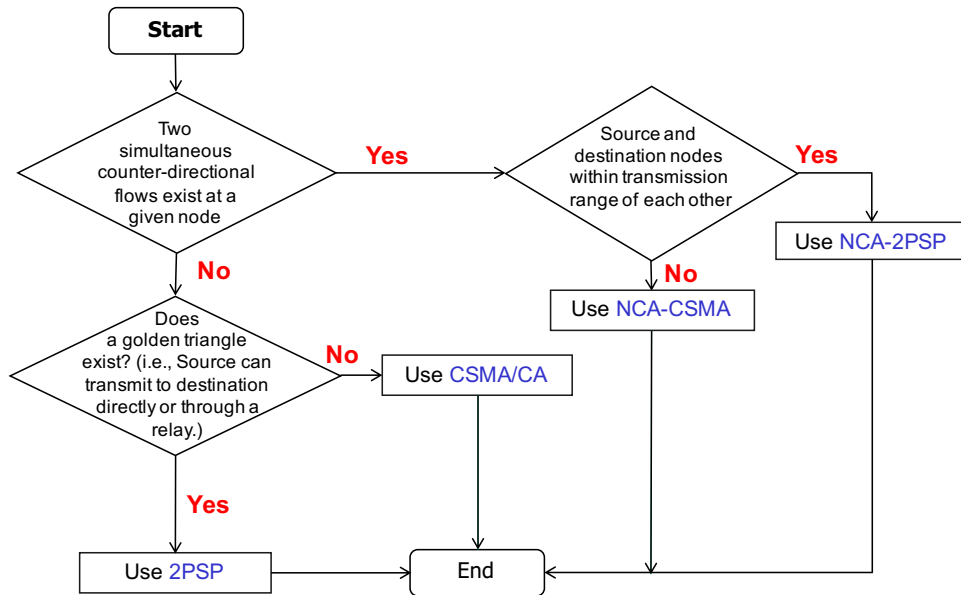 Start
Two
simultaneous
counter-directional
flows exist at a
given node
Yes
Source and
destination nodes
within transmission
range of each other
Yes
Use NCA-2PSP
No
No
Use NCA-CSMA
Does
a golden triangle
exist? (i.e., Source can
transmit to destination
directly or through a
relay.)
No
Use CSMA/CA
Yes
Use 2PSP
End